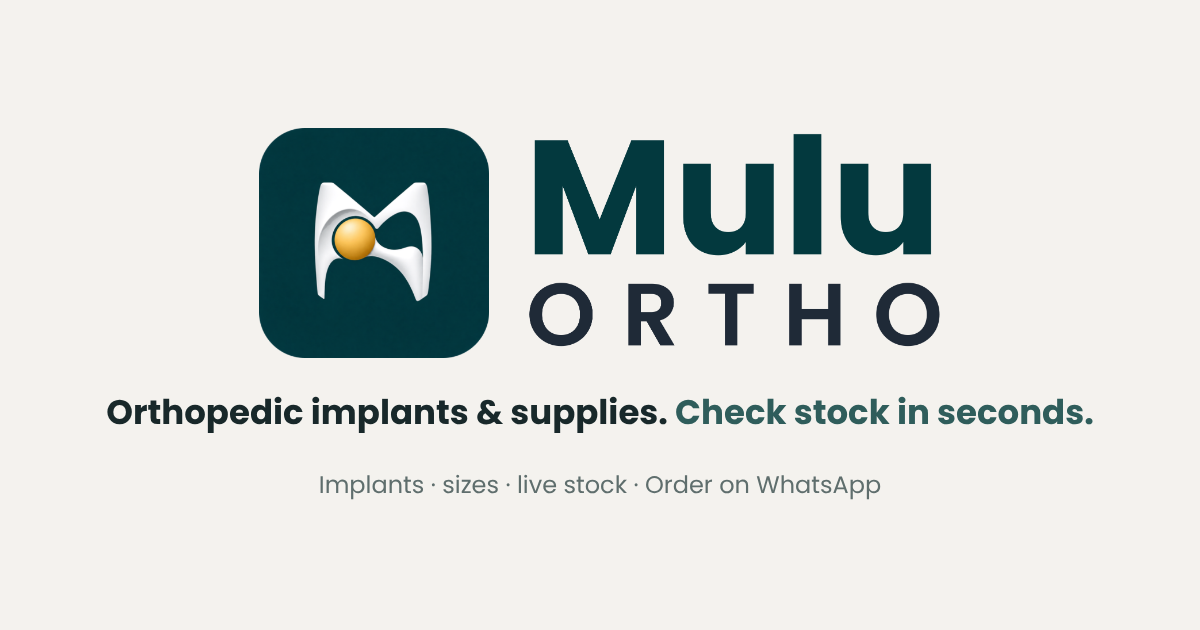 Mulu
ORTHO
Orthopedic implants & supplies. Check stock in seconds.
Implants · sizes · live stock · Order on WhatsApp